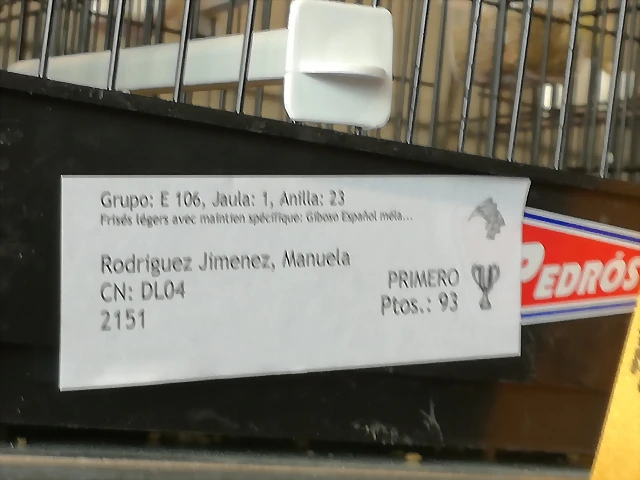 Grupo: E 106, Jaula: 1, Anilla: 23
Frisés légers avec maintien spécifique: Giboso Español méla...
Rodríguez Jimenez, Manuela
CN: DL04
2151
PRIMERO
Ptos.: 93
PEDRÓS